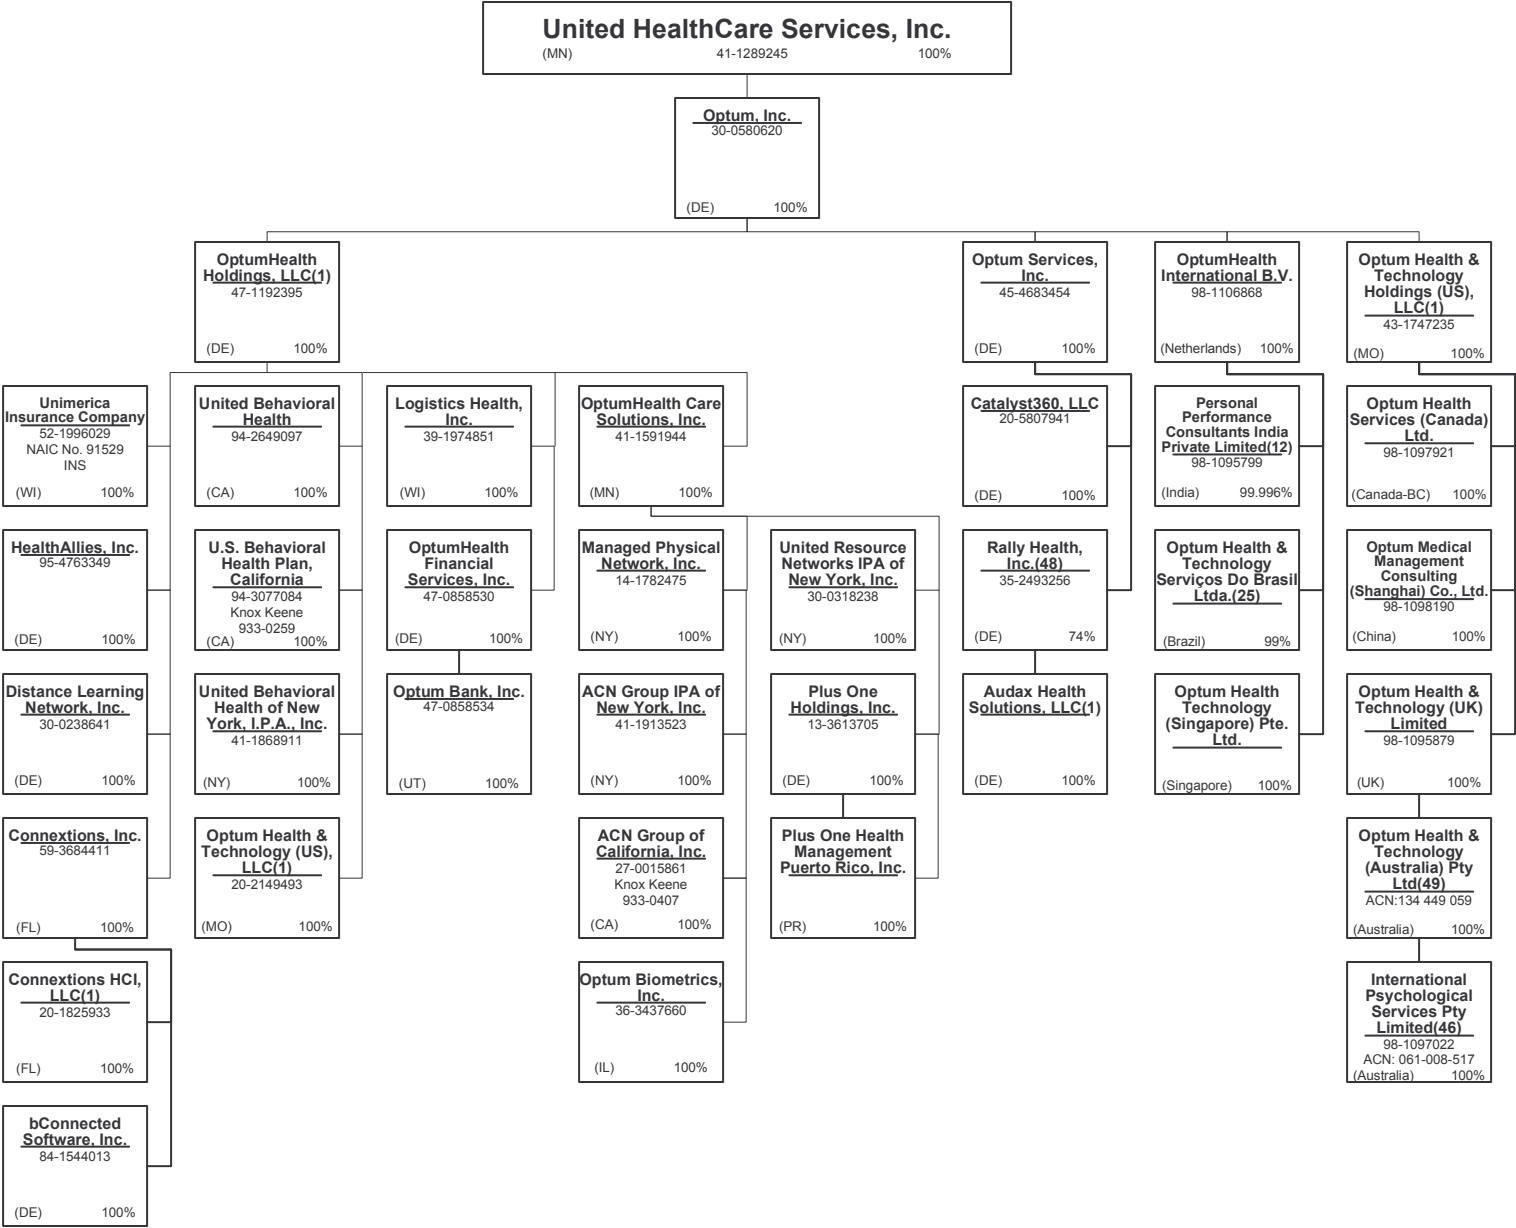 United HealthCare Services, Inc.
(MN) 41-1289245 100%
Optum, Inc.
30-0580620
(DE) 100%
OptumHealth
Holdings, LLC(1)
47-1192395
(DE) 100%
Optum Services,
Inc.
45-4683454
(DE) 100%
OptumHealth
International B.V.
98-1106868
(Netherlands) 100%
Optum Health &
Technology
Holdings (US),
LLC(1)
43-1747235
(MO) 100%
Unimerica
Insurance Company
52-1996029
NAIC No. 91529
INS
(WI) 100%
United Behavioral
Health
94-2649097
(CA) 100%
Logistics Health,
Inc.
39-1974851
(WI) 100%
OptumHealth Care
Solutions, Inc.
41-1591944
(MN) 100%
Catalyst360, LLC
20-5807941
(DE) 100%
Personal
Performance
Consultants India
Private Limited(12)
98-1095799
(India) 99.996%
Optum Health
Services (Canada)
Ltd.
98-1097921
(Canada-BC) 100%
HealthAllies, Inc.
95-4763349
(DE) 100%
U.S. Behavioral
Health Plan,
California
94-3077084
Knox Keene
933-0259
(CA) 100%
OptumHealth
Financial
Services, Inc.
47-0858530
(DE) 100%
Managed Physical
Network, Inc.
14-1782475
(NY) 100%
United Resource
Networks IPA of
New York, Inc.
30-0318238
(NY) 100%
Rally Health,
Inc.(48)
35-2493256
(DE) 74%
Optum Health &
Technology
Serviços Do Brasil
Ltda.(25)
(Brazil) 99%
Optum Medical
Management
Consulting
(Shanghai) Co., Ltd.
98-1098190
(China) 100%
Distance Learning
Network, Inc.
30-0238641
(DE) 100%
United Behavioral
Health of New
York, I.P.A., Inc.
41-1868911
(NY) 100%
Optum Bank, Inc.
47-0858534
(UT) 100%
ACN Group IPA of
New York, Inc.
41-1913523
(NY) 100%
Plus One
Holdings, Inc.
13-3613705
(DE) 100%
Audax Health
Solutions, LLC(1)
(DE) 100%
Optum Health
Technology
(Singapore) Pte.
Ltd.
(Singapore) 100%
Optum Health &
Technology (UK)
Limited
98-1095879
(UK) 100%
Connextions, Inc.
59-3684411
(FL) 100%
Optum Health &
Technology (US),
LLC(1)
20-2149493
(MO) 100%
ACN Group of
California, Inc.
27-0015861
Knox Keene
933-0407
(CA) 100%
Plus One Health
Management
Puerto Rico, Inc.
(PR) 100%
Optum Health &
Technology
(Australia) Pty
Ltd(49)
ACN:134 449 059
(Australia) 100%
Connextions HCI,
LLC(1)
20-1825933
(FL) 100%
Optum Biometrics,
Inc.
36-3437660
(IL) 100%
International
Psychological
Services Pty
Limited(46)
98-1097022
ACN: 061-008-517
(Australia) 100%
bConnected
Software, Inc.
84-1544013
(DE) 100%